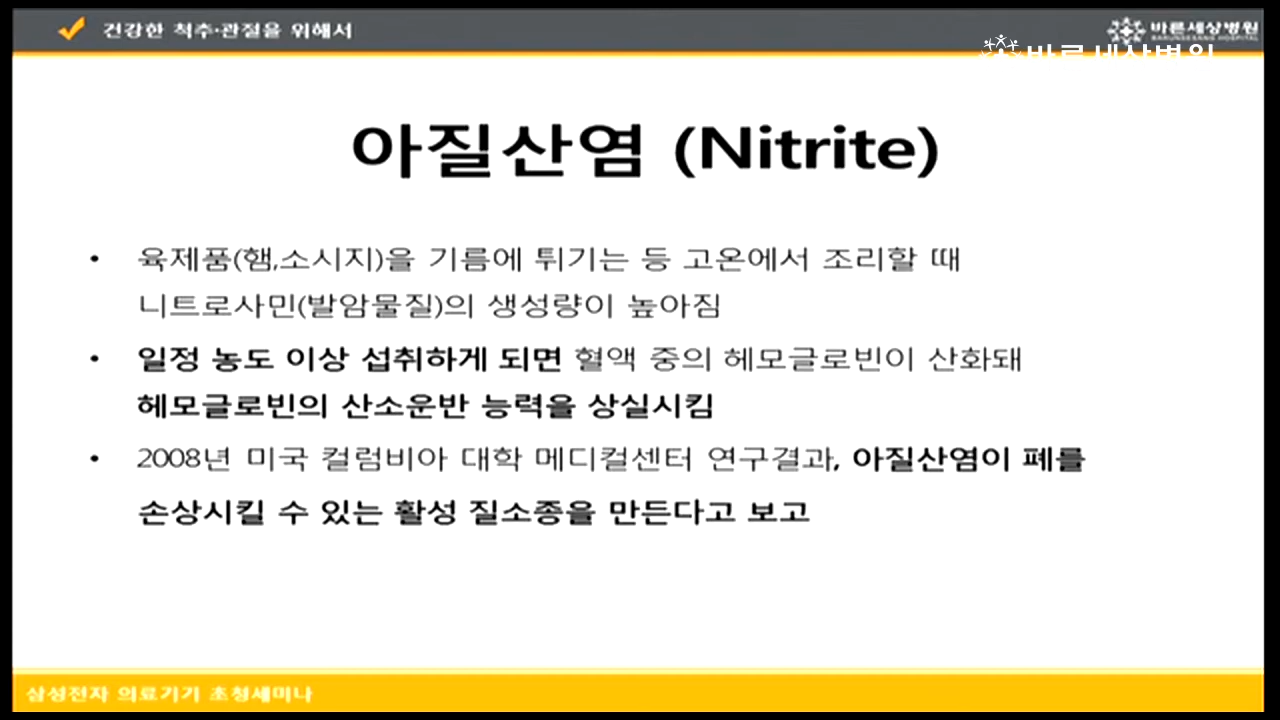 건강한 척추·관절을 위해서
바른세상병원
바른세상병원
아질산염 (Nitrite)
• 육제품(햄,소시지)을 기름에 튀기는 등 고온에서 조리할 때
니트로사민(발암물질)의 생성량이 높아짐
• 일정 농도 이상 섭취하게 되면 혈액 중의 헤모글로빈이 산화돼
헤모글로빈의 산소운반 능력을 상실시킴
• 2008년 미국 컬럼비아 대학 메디컬센터 연구결과, 아질산염이 폐를
손상시킬 수 있는 활성 질소종을 만든다고 보고
삼성전자 의료기기 초청세미나